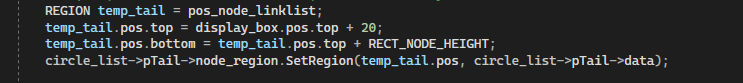 REGION temp_tail = pos_node_linklist;
temp_tail.pos.top = display_box.pos.top + 20;
temp_tail.pos.bottom = temp_tail.pos.top + RECT_NODE_HEIGHT;
circle_list->pTail->node_region.SetRegion(temp_tail.pos, circle_list->pTail->data);